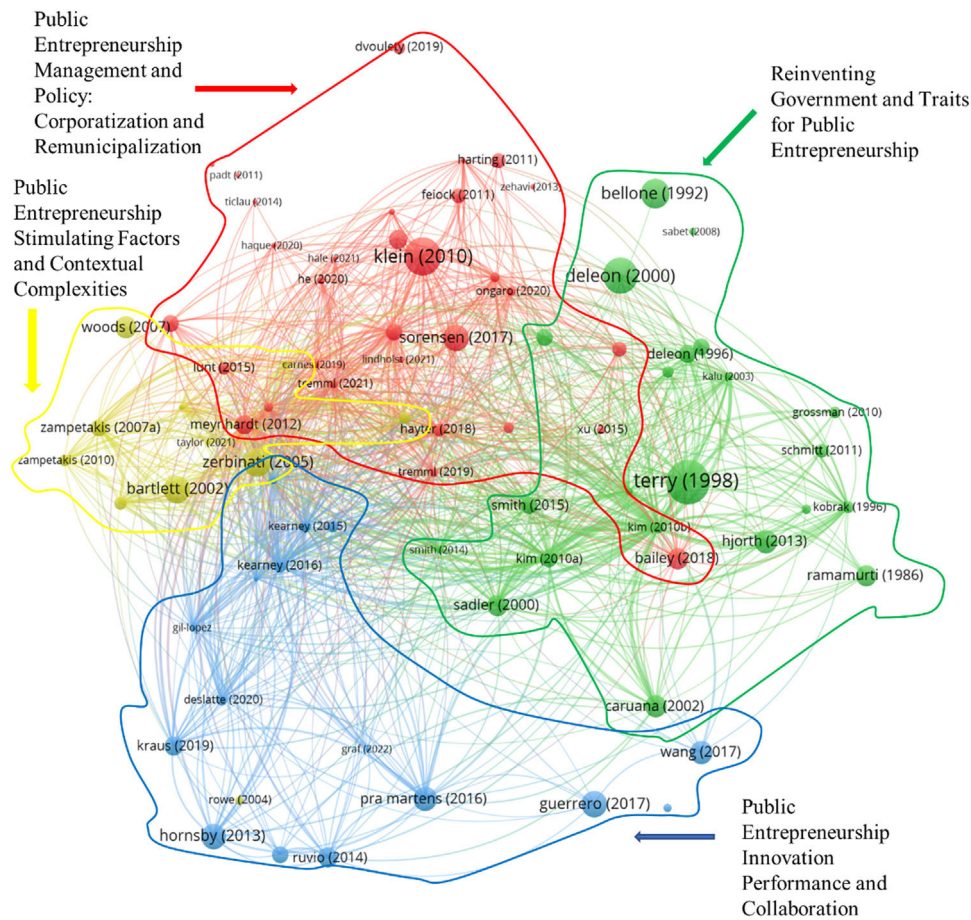 Public
Entrepreneurship
Management and
Policy:
Corporatization and
Remunicipalization
Reinventing
Government and Traits
for Public
Entrepreneurship
Public
Entrepreneurship
Stimulating Factors
and Contextual
Complexities
dvoulety (2019)
harting (2011)
padt (2011)
zehavi (2013)
feiock (2011)
bellone (1992)
ticlau (2014)
sabet (2008)
haque (2020)
hale (2021)
klein (2010)
he (2020)
deleon (2000)
ongaro (2020)
woods (2007)
sorensen (2017)
lindholst (2021)
deleon (1996)
lunt (2015)
carnes (2019)
kalu (2003)
tremml (2021)
grossman (2010)
zampetakis (2007a)
meynhardt (2012)
hayter (2018)
xu (2015)
taylor (2021)
schmitt (2011)
zampetakis (2010)
zerbinati (2005)
tremml (2019)
terry (1998)
bartlett (2002)
smith (2015)
kobrak (1996)
kearney (2015)
kim (2010b)
hjorth (2013)
smith (2014)
kim (2010a)
bailey (2018)
kearney (2016)
ramamurti (1986)
sadler (2000)
gil-lopez
deslatte (2020)
caruana (2002)
kraus (2019)
graf (2022)
wang (2017)
rowe (2004)
pra martens (2016)
guerrero (2017)
hornsby (2013)
ruvio (2014)
Public
Entrepreneurship
Innovation
Performance and
Collaboration